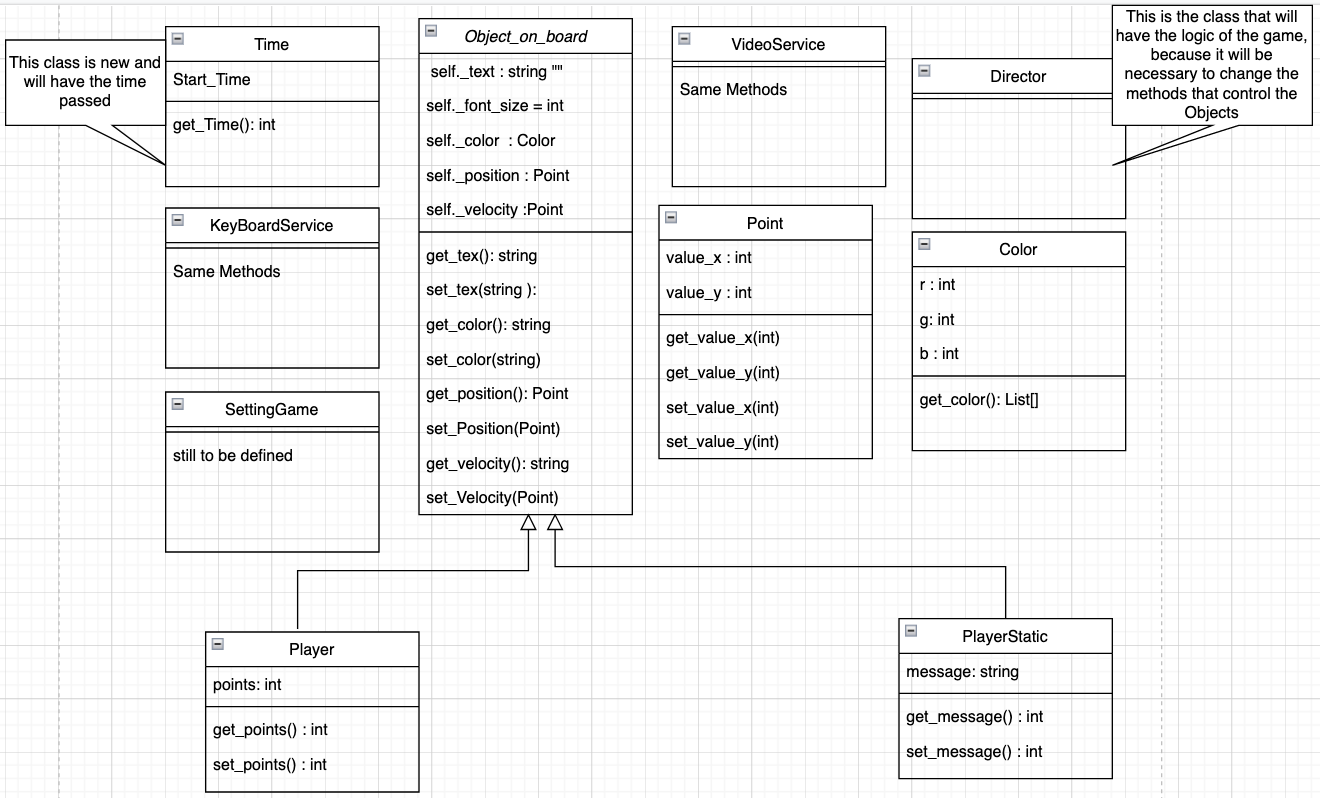 This class is new and
will have the time
passed
Time
Start_Time
get_Time(): int
KeyBoardService
Same Methods
SettingGame
still to be defined
Object_on_board
self._text : string ""
self._font_size = int
self._color : Color
self._position : Point
self._velocity :Point
get_tex(): string
set_tex(string ):
get_color(): string
set_color(string)
get_position(): Point
set_Position(Point)
get_velocity(): string
set_Velocity(Point)
VideoService
Same Methods
Point
value_x : int
value_y : int
get_value_x(int)
get_value_y(int)
set_value_x(int)
set_value_y(int)
Director
This is the class that will
have the logic of the game,
because it will be
necessary to change the
methods that control the
Objects
Color
r : int
g: int
b : int
get_color(): List[]
Player
points: int
get_points() : int
set_points() : int
PlayerStatic
message: string
get_message() : int
set_message() : int